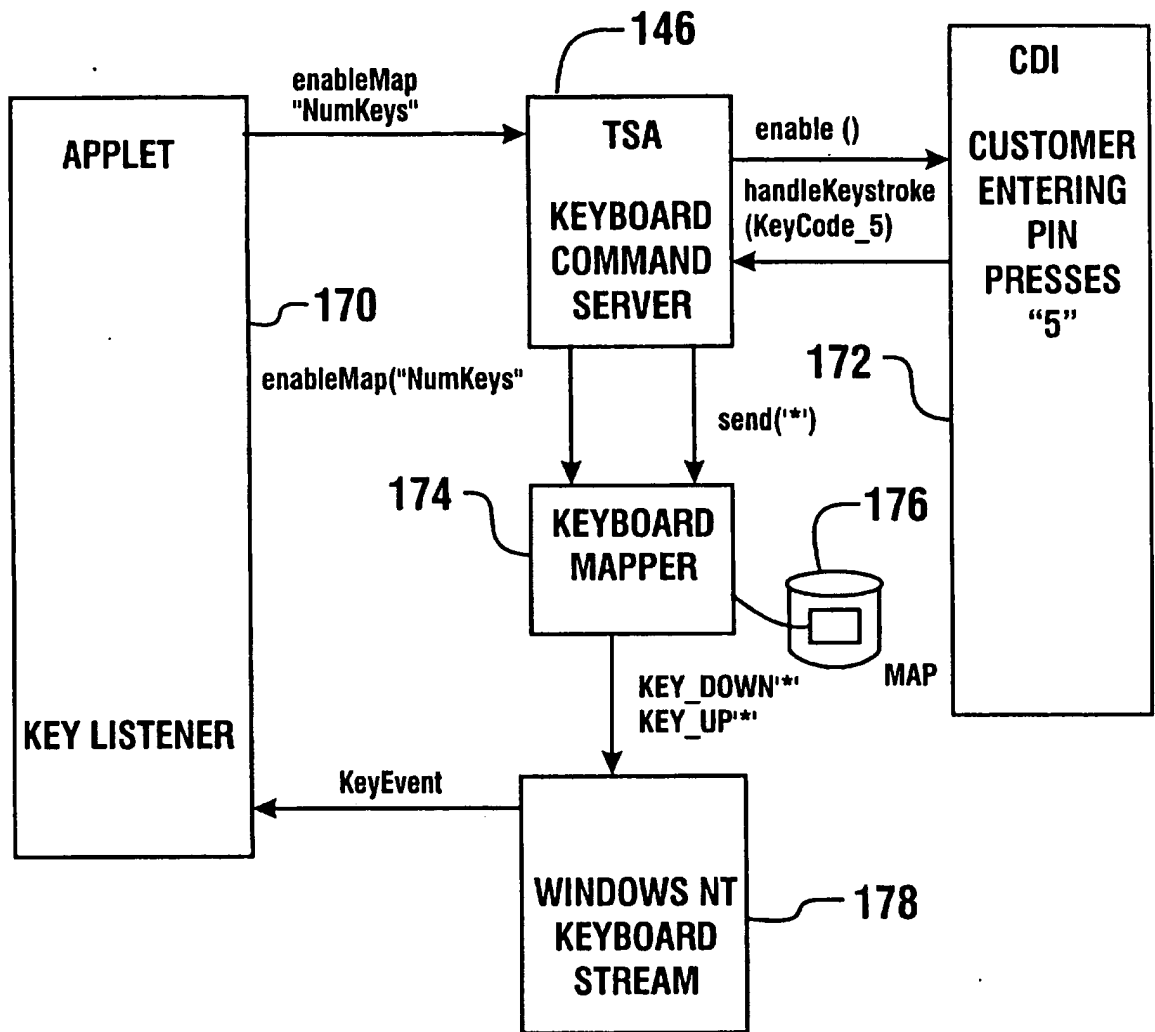 146
enableMap
"NumKeys"
APPLET
TSA
KEYBOARD
COMMAND
SERVER
enable ()
handleKeystroke
(KeyCode_5)
CDI
CUSTOMER
ENTERING
PIN
PRESSES
“5”
170
172
enableMap("NumKeys"
send('*')
174
KEYBOARD
MAPPER
176
MAP
KEY_DOWN'*'
KEY_UP'*'
KEY LISTENER
KeyEvent
WINDOWS NT
KEYBOARD
STREAM
178